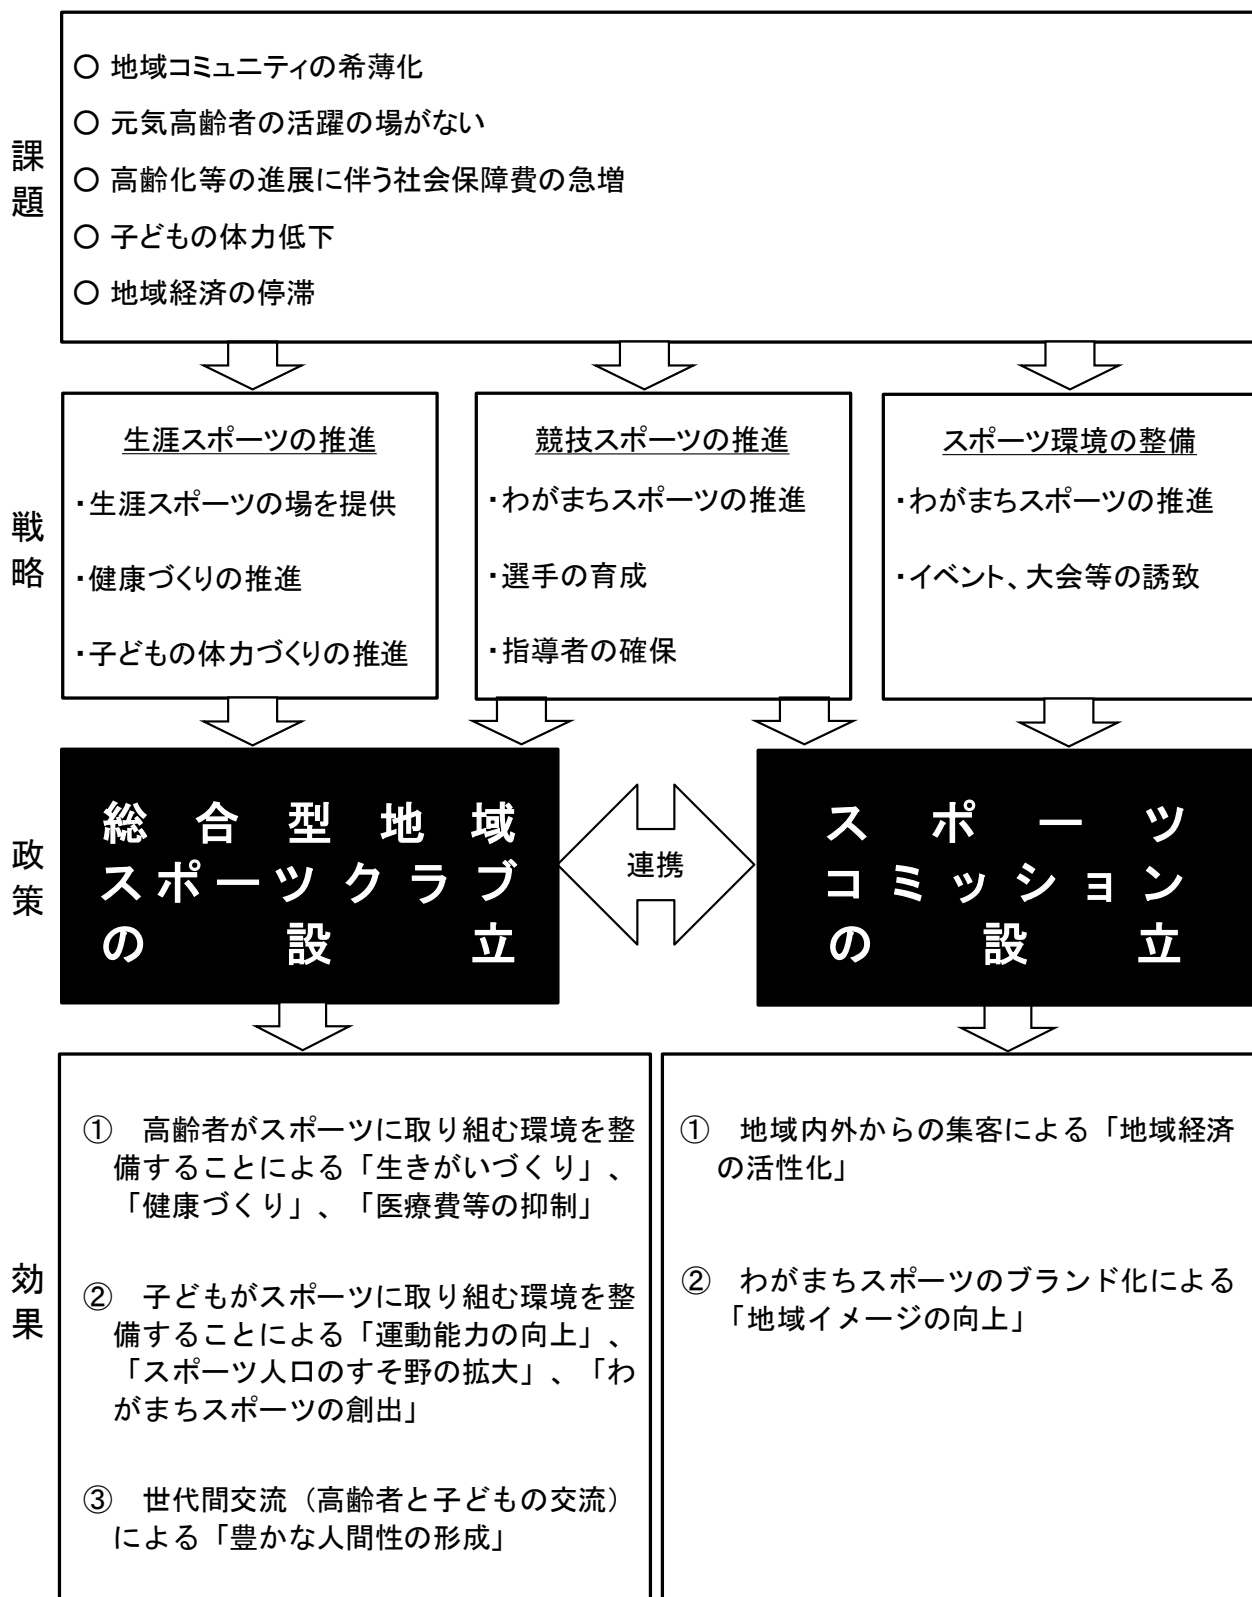 課題
○ 地域コミュニティの希薄化
○ 元気高齢者の活躍の場がない
○ 高齢化等の進展に伴う社会保障費の急増
○ 子どもの体力低下
○ 地域経済の停滞
戦略
生涯スポーツの推進
・生涯スポーツの場を提供
・健康づくりの推進
・子どもの体力づくりの推進
競技スポーツの推進
・わがまちスポーツの推進
・選手の育成
・指導者の確保
スポーツ環境の整備
・わがまちスポーツの推進
・イベント、大会等の誘致
政策
総合型地域
スポーツクラブ
の設立
連携
スポーツ
コミッション
の設立
効果
① 高齢者がスポーツに取り組む環境を整
備することによる「生きがいづくり」、
「健康づくり」、「医療費等の抑制」
② 子どもがスポーツに取り組む環境を整
備することによる「運動能力の向上」、
「スポーツ人口のすそ野の拡大」、「わ
がまちスポーツの創出」
③ 世代間交流（高齢者と子どもの交流）
による「豊かな人間性の形成」
① 地域内外からの集客による「地域経済
の活性化」
② わがまちスポーツのブランド化による
「地域イメージの向上」